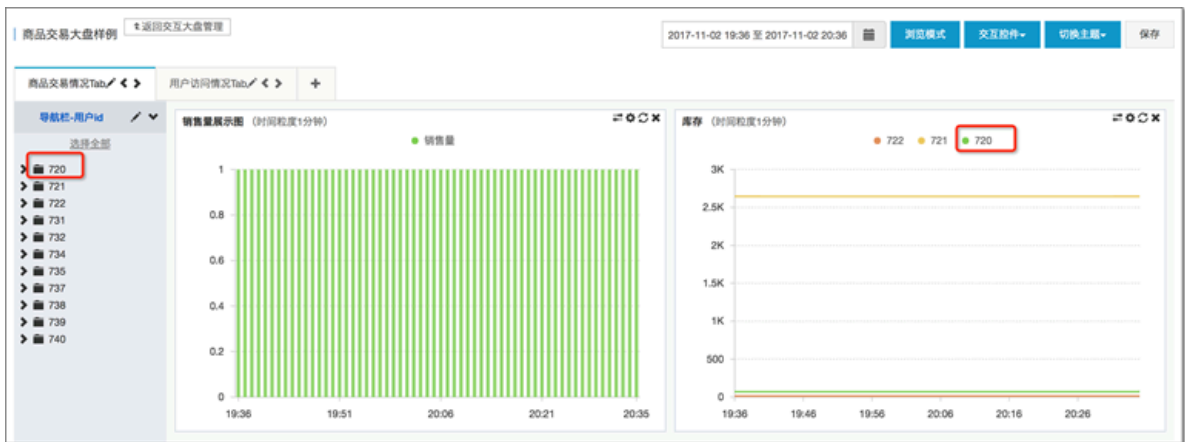 商品交易大盘样例
返回交互大盘管理
2017-11-02 19:36 至 2017-11-02 20:36
浏览模式
交互控件
切换主题
保存
商品交易情况Tab
用户访问情况Tab
+
导航栏-用户id
选择全部
720
721
722
731
732
734
735
737
738
739
740
销售量展示图 (时间粒度1分钟)
销售量
1
0.8
0.6
0.4
0.2
0
19:36 19:51 20:06 20:21 20:35
库存 (时间粒度1分钟)
722 721 720
3K
2.5K
2K
1.5K
1K
500
0
19:36 19:46 19:56 20:06 20:16 20:26